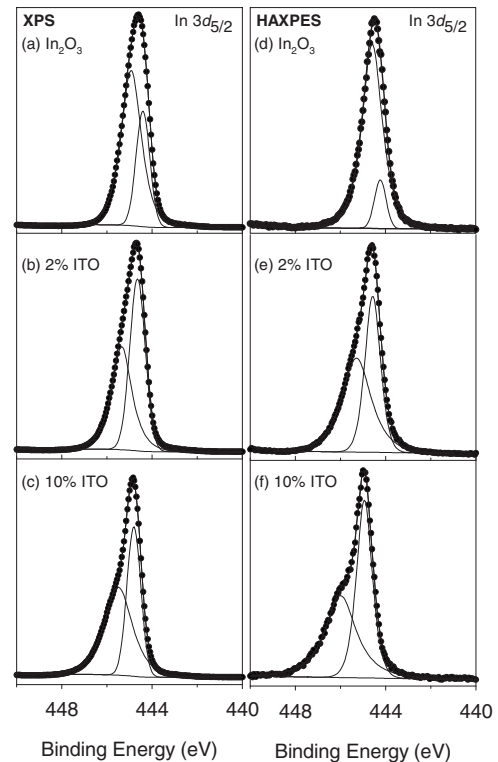 XPS In 3d5/2
(a) In2O3
HAXPES In 3d5/2
(d) In2O3
(b) 2% ITO
(e) 2% ITO
(c) 10% ITO
(f) 10% ITO
448 444 440 448 444 440
Binding Energy (eV) Binding Energy (eV)